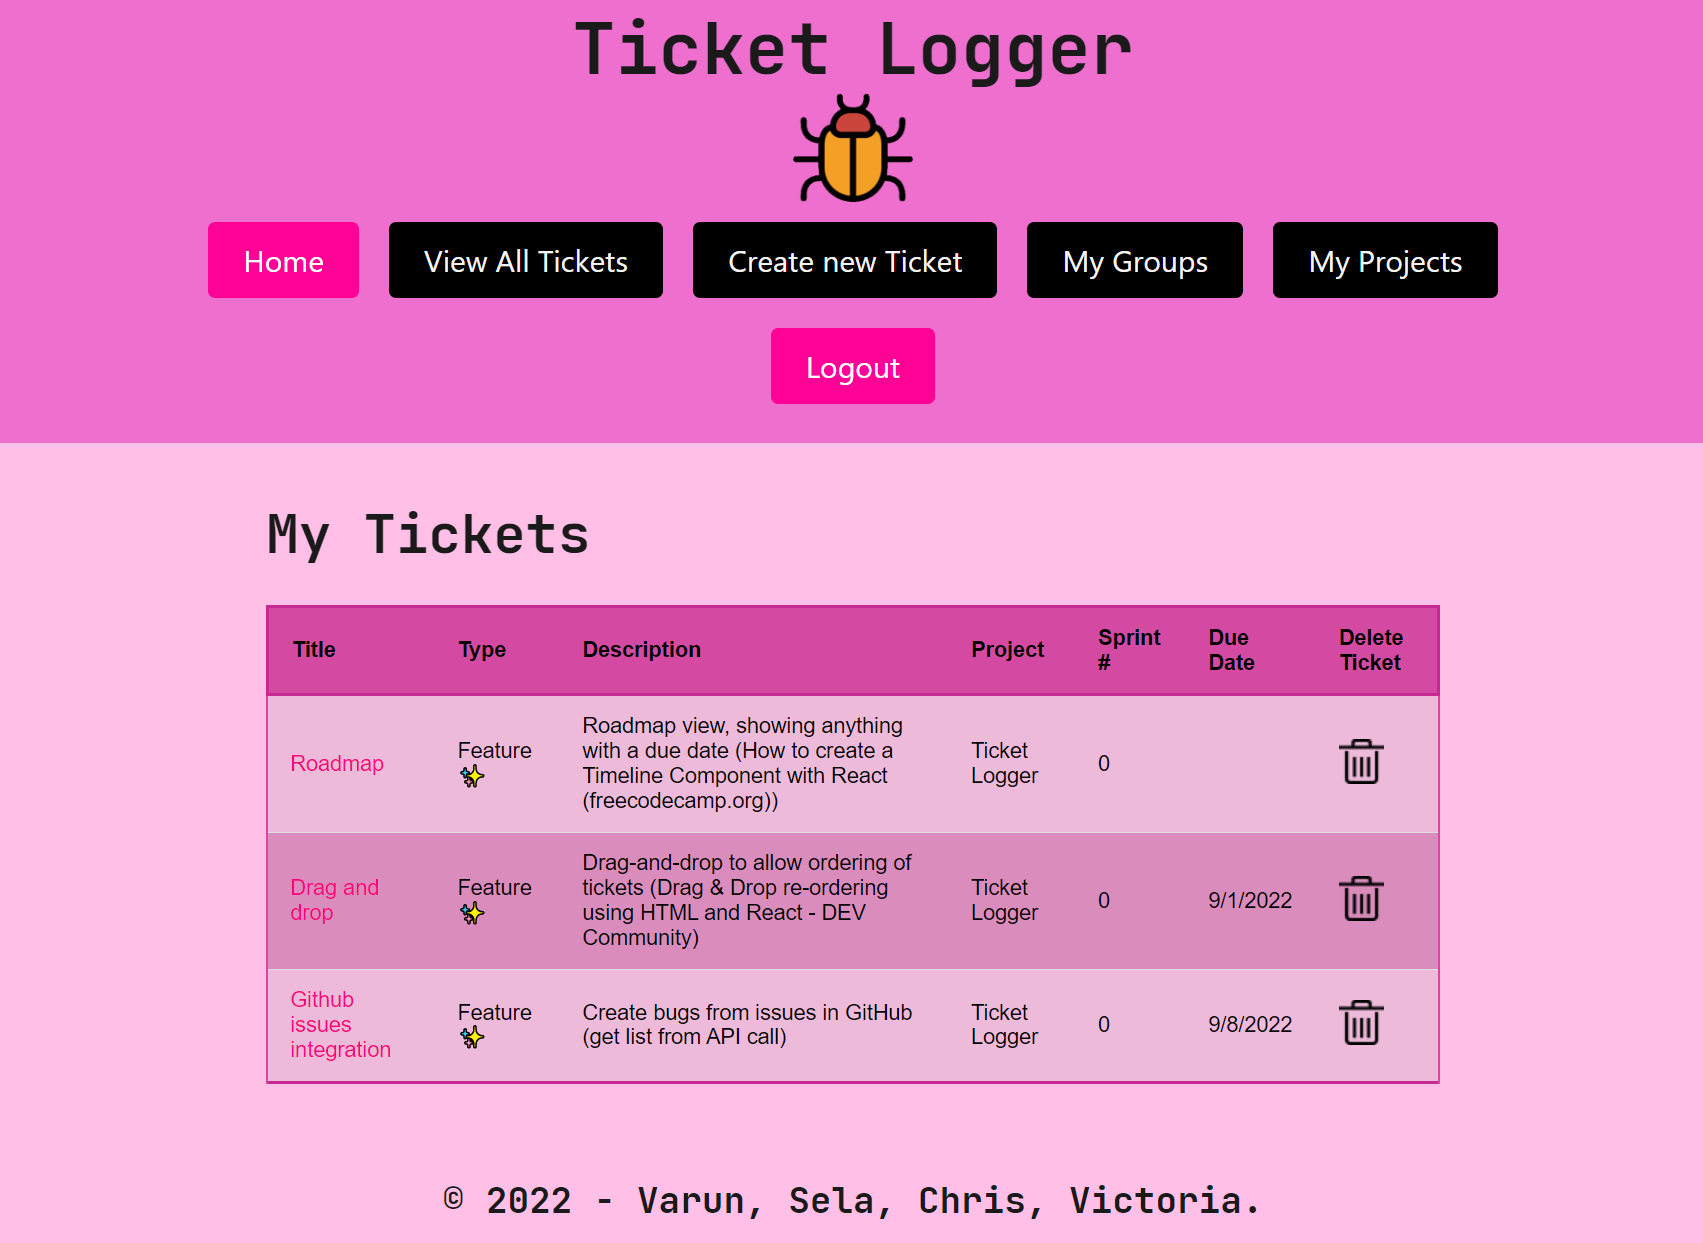 Ticket Logger
Home
View All Tickets
Create new Ticket
My Groups
My Projects
Logout
My Tickets
Title
Type
Description
Project
Sprint
#
Due
Date
Delete
Ticket
Roadmap
Feature
Roadmap view, showing anything
with a due date (How to create a
Timeline Component with React
(freecodecamp.org))
Ticket
Logger
0
Drag and
drop
Feature
Drag-and-drop to allow ordering of
tickets (Drag & Drop re-ordering
using HTML and React - DEV
Community)
Ticket
Logger
0
9/1/2022
Github
issues
integration
Feature
Create bugs from issues in GitHub
(get list from API call)
Ticket
Logger
0
9/8/2022
© 2022 - Varun, Sela, Chris, Victoria.